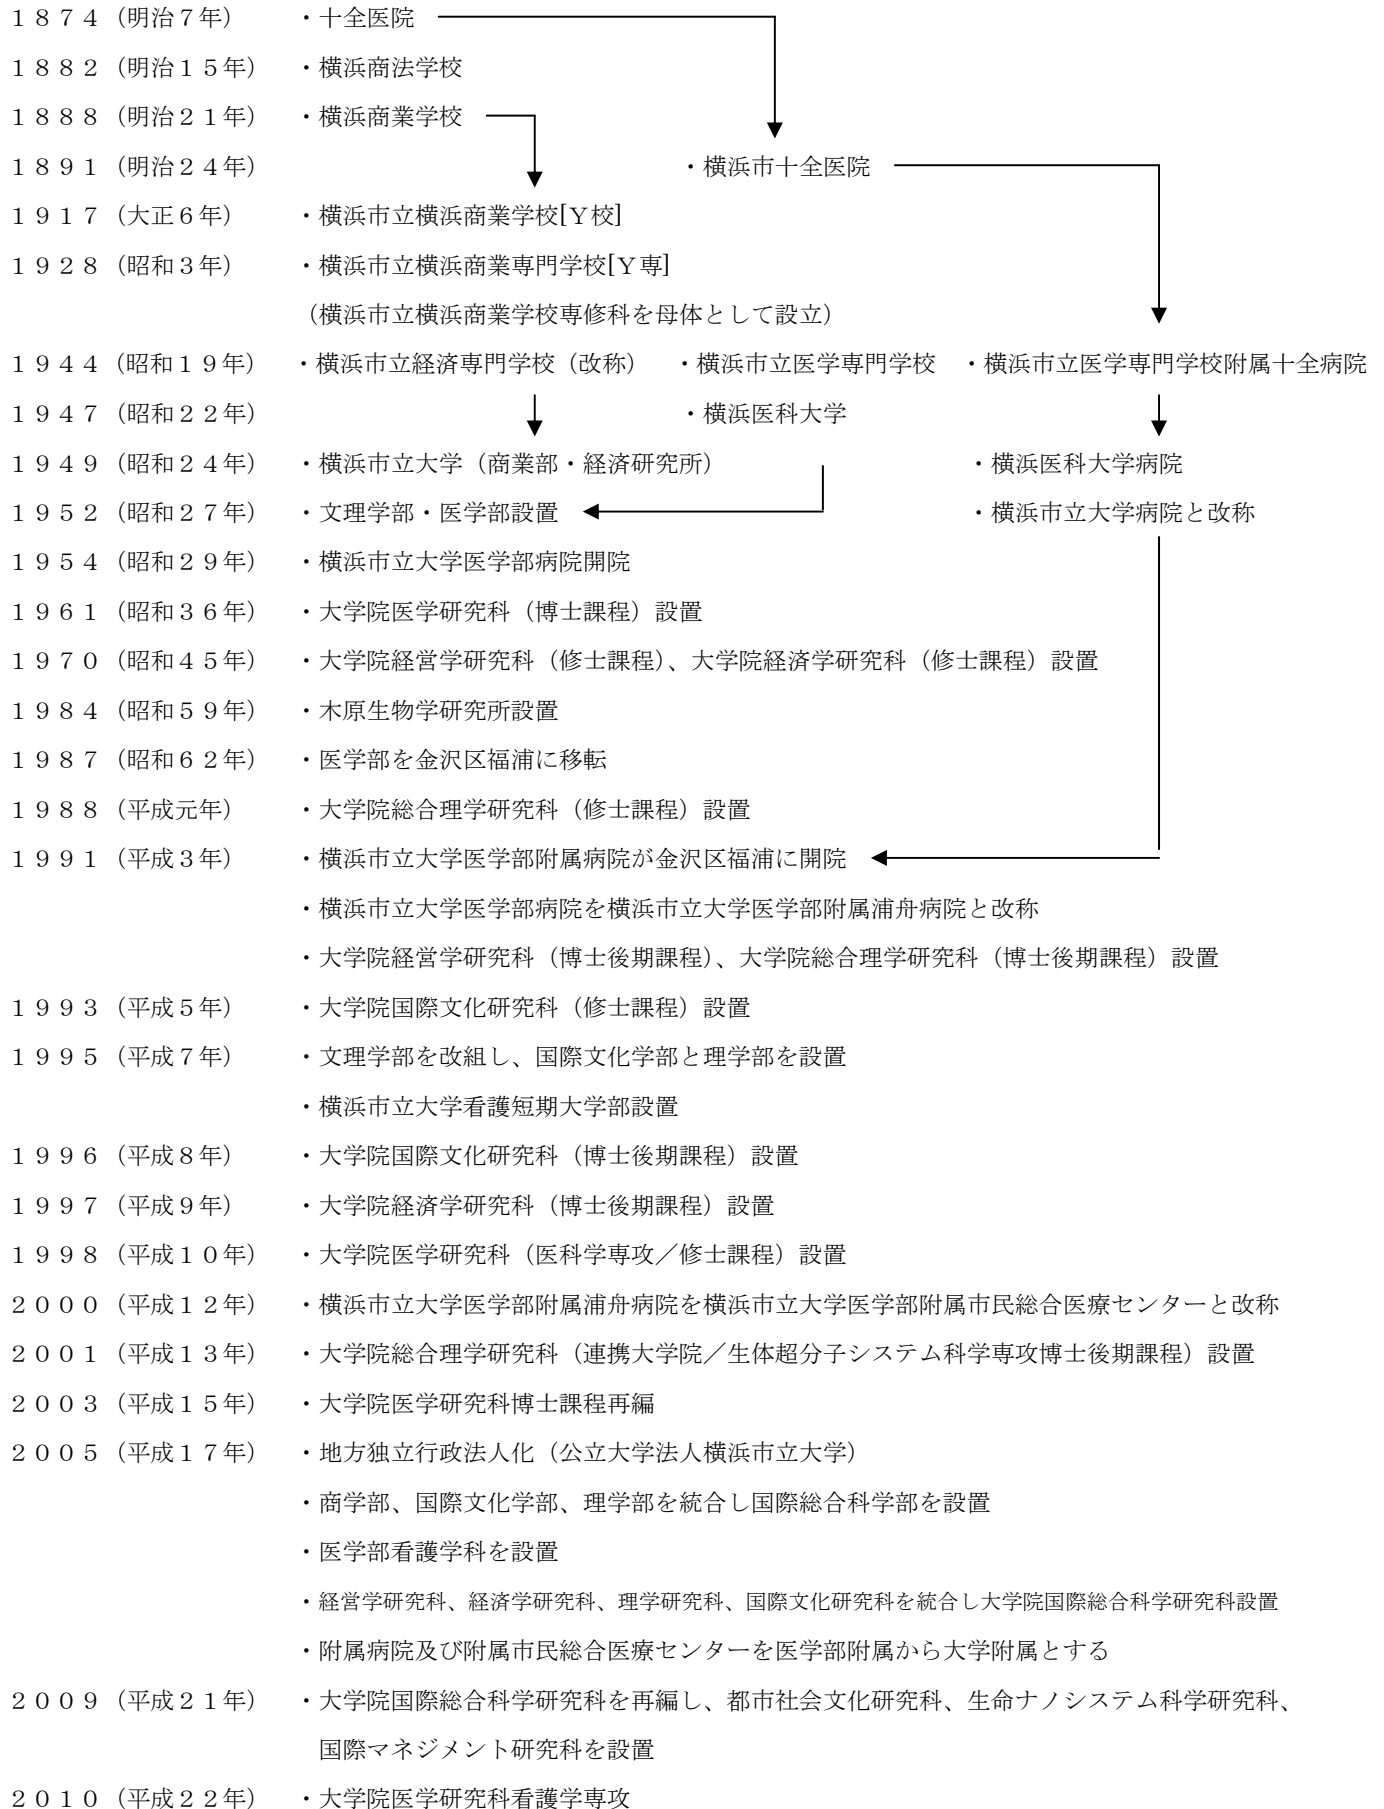 １８７４（明治７年）　・十全医院
１８８２（明治１５年）　・横浜商法学校
１８８８（明治２１年）　・横浜商業学校
１８９１（明治２４年）　・横浜市十全医院
１９１７（大正６年）　・横浜市立横浜商業学校[Ｙ校]
１９２８（昭和３年）　・横浜市立横浜商業専門学校[Ｙ専]
（横浜市立横浜商業学校専修科を母体として設立）
１９４４（昭和１９年）　・横浜市立経済専門学校（改称）　・横浜市立医学専門学校　・横浜市立医学専門学校附属十全病院
１９４７（昭和２２年）　・横浜医科大学
１９４９（昭和２４年）　・横浜市立大学（商業部・経済研究所）　・横浜医科大学病院
１９５２（昭和２７年）　・文理学部・医学部設置　・横浜市立大学病院と改称
１９５４（昭和２９年）　・横浜市立大学医学部病院開院
１９６１（昭和３６年）　・大学院医学研究科（博士課程）設置
１９７０（昭和４５年）　・大学院経営学研究科（修士課程）、大学院経済学研究科（修士課程）設置
１９８４（昭和５９年）　・木原生物学研究所設置
１９８７（昭和６２年）　・医学部を金沢区福浦に移転
１９８８（平成元年）　・大学院総合理学研究科（修士課程）設置
１９９１（平成３年）　・横浜市立大学医学部附属病院が金沢区福浦に開院
・横浜市立大学医学部病院を横浜市立大学医学部附属浦舟病院と改称
・大学院経営学研究科（博士後期課程）、大学院総合理学研究科（博士後期課程）設置
１９９３（平成５年）　・大学院国際文化研究科（修士課程）設置
１９９５（平成７年）　・文理学部を改組し、国際文化学部と理学部を設置
・横浜市立大学看護短期大学部設置
１９９６（平成８年）　・大学院国際文化研究科（博士後期課程）設置
１９９７（平成９年）　・大学院経済学研究科（博士後期課程）設置
１９９８（平成１０年）　・大学院医学研究科（医科学専攻／修士課程）設置
２０００（平成１２年）　・横浜市立大学医学部附属浦舟病院を横浜市立大学医学部附属市民総合医療センターと改称
２００１（平成１３年）　・大学院総合理学研究科（連携大学院／生体超分子システム科学専攻博士後期課程）設置
２００３（平成１５年）　・大学院医学研究科博士課程再編
２００５（平成１７年）　・地方独立行政法人化（公立大学法人横浜市立大学）
・商学部、国際文化学部、理学部を統合し国際総合科学部を設置
・医学部看護学科を設置
・経営学研究科、経済学研究科、理学研究科、国際文化研究科を統合し大学院国際総合科学研究科設置
・附属病院及び附属市民総合医療センターを医学部附属から大学附属とする
２００９（平成２１年）　・大学院国際総合科学研究科を再編し、都市社会文化研究科、生命ナノシステム科学研究科、
国際マネジメント研究科を設置
２０１０（平成２２年）　・大学院医学研究科看護学専攻